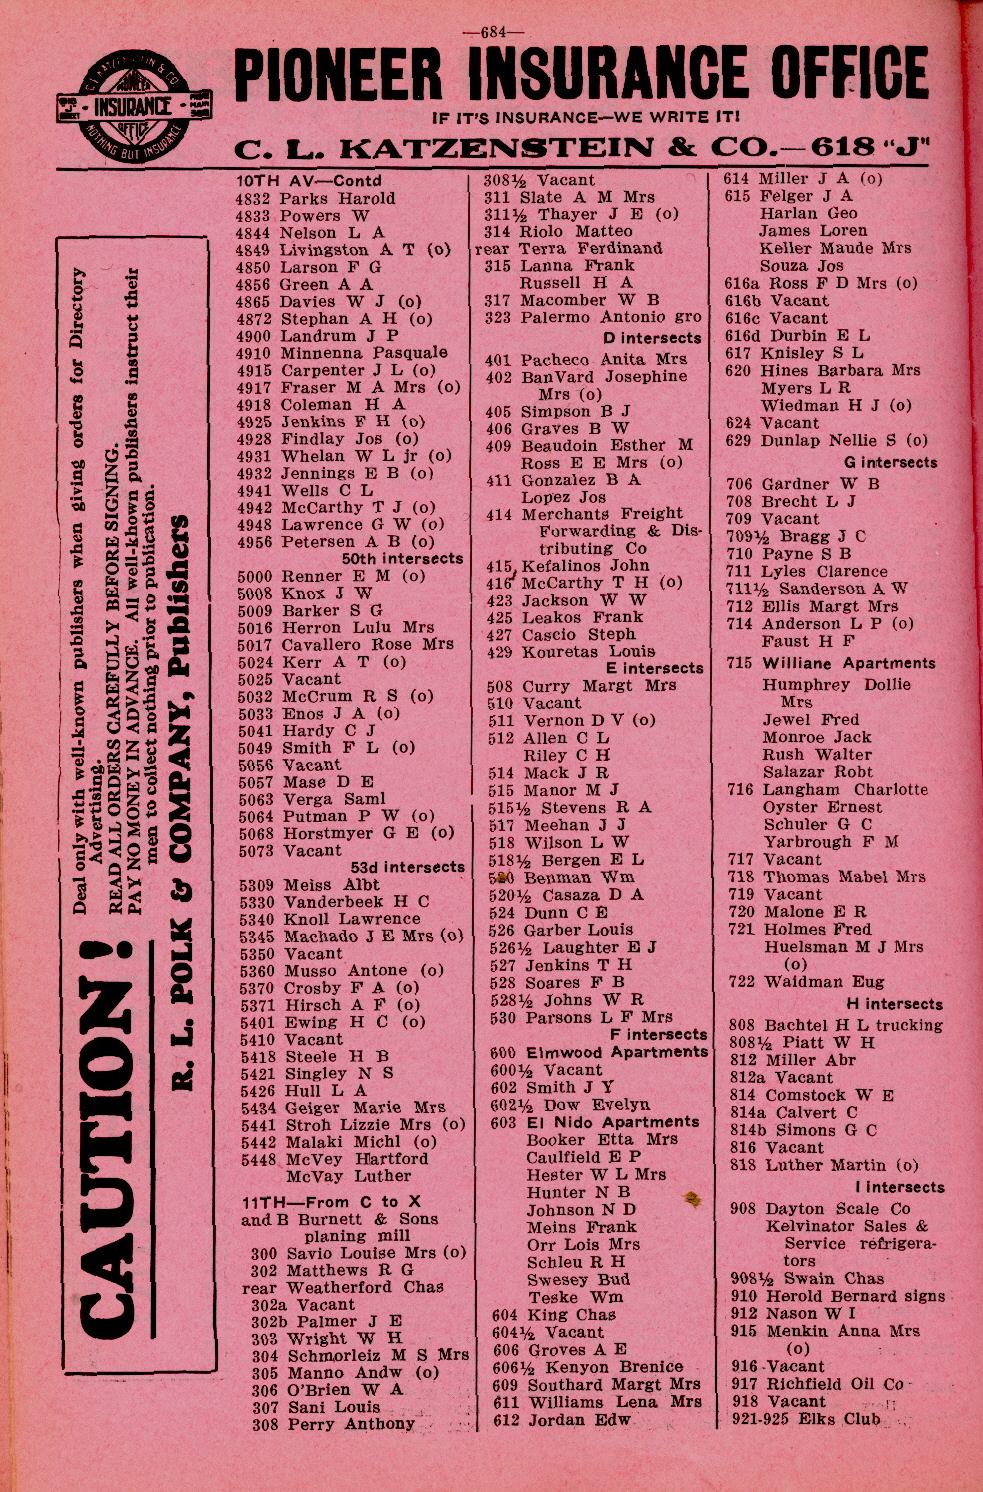 —684—
C. L. KATZENSTEIN & CO.
PIONEER
INSURANCE
OFFICE
NOTHING BUT INSURANCE
PIONEER INSURANCE OFFICE
IF IT'S INSURANCE—WE WRITE IT!
C. L. KATZENSTEIN & CO.—618 "J"
CAUTION!
Deal only with well-known publishers when giving orders for Directory
Advertising.
READ ALL ORDERS CAREFULLY BEFORE SIGNING.
PAY NO MONEY IN ADVANCE. All well-known publishers instruct their
men to collect nothing prior to publication.
R. L. POLK & COMPANY, Publishers
10TH AV—Contd
4832 Parks Harold
4833 Powers W
4844 Nelson L A
4849 Livingston A T (o)
4850 Larson F G
4856 Green A A
4865 Davies W J (o)
4872 Stephan A H (o)
4900 Landrum J P
4910 Minnenna Pasquale
4915 Carpenter J L (o)
4917 Fraser M A Mrs (o)
4918 Coleman H A
4925 Jenkins F H (o)
4928 Findlay Jos (o)
4931 Whelan W L jr (o)
4932 Jennings E B (o)
4941 Wells C L
4942 McCarthy T J (o)
4948 Lawrence G W (o)
4956 Petersen A B (o)
50th intersects
5000 Renner E M (o)
5008 Knox J W
5009 Barker S G
5016 Herron Lulu Mrs
5017 Cavallero Rose Mrs
5024 Kerr A T (o)
5025 Vacant
5032 McCrum R S (o)
5033 Enos J A (o)
5041 Hardy C J
5049 Smith F L (o)
5056 Vacant
5057 Mase D E
5063 Verga Saml
5064 Putman P W (o)
5068 Horstmyer G E (o)
5073 Vacant
53d intersects
5309 Meiss Albt
5330 Vanderbeek H C
5340 Knoll Lawrence
5345 Machado J E Mrs (o)
5350 Vacant
5360 Musso Antone (o)
5370 Crosby F A (o)
5371 Hirsch A F (o)
5401 Ewing H C (o)
5410 Vacant
5418 Steele H B
5421 Singley N S
5426 Hull L A
5434 Geiger Marie Mrs
5441 Stroh Lizzie Mrs (o)
5442 Malaki Michl (o)
5448 McVey Hartford
McVay Luther
11TH—From C to X
and B Burnett & Sons
planing mill
300 Savio Louise Mrs (o)
302 Matthews R G
rear Weatherford Chas
302a Vacant
302b Palmer J E
303 Wright W H
304 Schmorleiz M S Mrs
305 Manno Andw (o)
306 O'Brien W A
307 Sani Louis
308 Perry Anthony
308½ Vacant
311 Slate A M Mrs
311½ Thayer J E (o)
314 Riolo Matteo
rear Terra Ferdinand
315 Lanna Frank
Russell H A
317 Macomber W B
323 Palermo Antonio gro
D intersects
401 Pacheco Anita Mrs
402 BanVard Josephine
Mrs (o)
405 Simpson B J
406 Graves B W
409 Beaudoin Esther M
Ross E E Mrs (o)
411 Gonzalez B A
Lopez Jos
414 Merchants Freight
Forwarding & Dis-
tributing Co
415 Kefalinos John
416 McCarthy T H (o)
423 Jackson W W
425 Leakos Frank
427 Cascio Steph
429 Kouretas Louis
E intersects
508 Curry Margt Mrs
510 Vacant
511 Vernon D V (o)
512 Allen C L
Riley C H
514 Mack J R
515 Manor M J
515½ Stevens R A
517 Meehan J J
518 Wilson L W
518½ Bergen E L
520 Benman Wm
520½ Casaza D A
524 Dunn C E
526 Garber Louis
526½ Laughter E J
527 Jenkins T H
528 Soares F B
528½ Johns W R
530 Parsons L F Mrs
F intersects
600 Elmwood Apartments
600½ Vacant
602 Smith J Y
602½ Dow Evelyn
603 El Nido Apartments
Booker Etta Mrs
Caulfield E P
Hester W L Mrs
Hunter N B
Johnson N D
Meins Frank
Orr Lois Mrs
Schleu R H
Swesey Bud
Teske Wm
604 King Chas
604½ Vacant
606 Groves A E
606½ Kenyon Brenice
609 Southard Margt Mrs
611 Williams Lena Mrs
612 Jordan Edw
614 Miller J A (o)
615 Felger J A
Harlan Geo
James Loren
Keller Maude Mrs
Souza Jos
616a Ross F D Mrs (o)
616b Vacant
616c Vacant
616d Durbin E L
617 Knisley S L
620 Hines Barbara Mrs
Myers L R
Wiedman H J (o)
624 Vacant
629 Dunlap Nellie S (o)
G intersects
706 Gardner W B
708 Brecht L J
709 Vacant
709½ Bragg J C
710 Payne S B
711 Lyles Clarence
711½ Sanderson A W
712 Ellis Margt Mrs
714 Anderson L P (o)
Faust H F
715 Williane Apartments
Humphrey Dollie
Mrs
Jewel Fred
Monroe Jack
Rush Walter
Salazar Robt
716 Langham Charlotte
Oyster Ernest
Schuler G C
Yarbrough F M
717 Vacant
718 Thomas Mabel Mrs
719 Vacant
720 Malone E R
721 Holmes Fred
Huelsman M J Mrs
(o)
722 Waidman Eug
H intersects
808 Bachtel H L trucking
808½ Piatt W H
812 Miller Abr
812a Vacant
814 Comstock W E
814a Calvert C
814b Simons G C
816 Vacant
818 Luther Martin (o)
I intersects
908 Dayton Scale Co
Kelvinator Sales &
Service refrigera-
tors
908½ Swain Chas
910 Herold Bernard signs
912 Nason W I
915 Menkin Anna Mrs
(o)
916 Vacant
917 Richfield Oil Co
918 Vacant
921-925 Elks Club